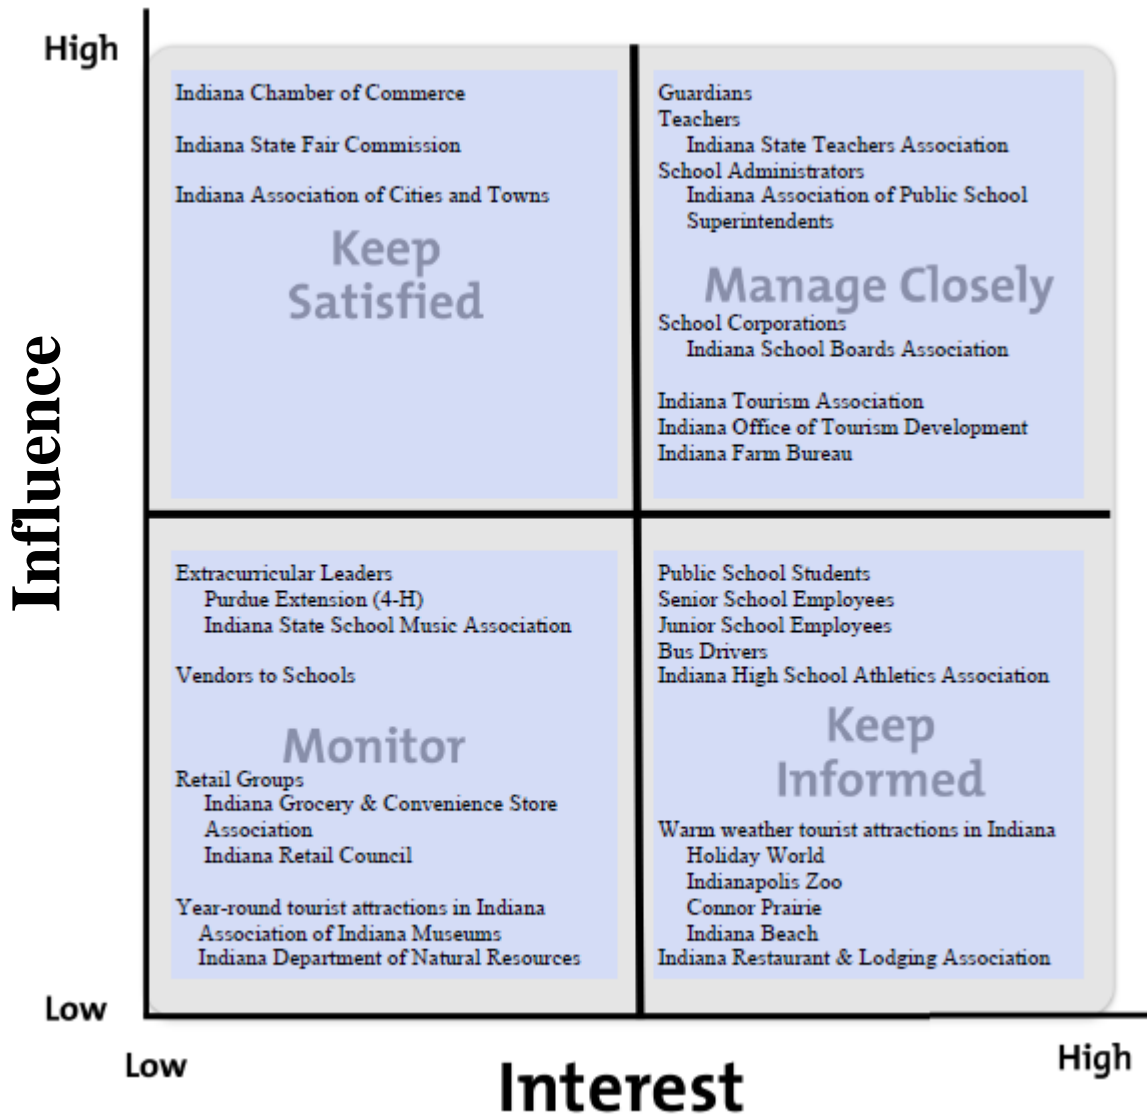 High
Indiana Chamber of Commerce
Indiana State Fair Commission
Indiana Association of Cities and Towns
Keep
Satisfied
Guardians
Teachers
Indiana State Teachers Association
School Administrators
Indiana Association of Public School
Superintendents
Manage Closely
School Corporations
Indiana School Boards Association
Indiana Tourism Association
Indiana Office of Tourism Development
Indiana Farm Bureau
Influence
Extracurricular Leaders
Purdue Extension (4-H)
Indiana State School Music Association
Vendors to Schools
Monitor
Retail Groups
Indiana Grocery & Convenience Store
Association
Indiana Retail Council
Year-round tourist attractions in Indiana
Association of Indiana Museums
Indiana Department of Natural Resources
Public School Students
Senior School Employees
Junior School Employees
Bus Drivers
Indiana High School Athletics Association
Keep
Informed
Warm weather tourist attractions in Indiana
Holiday World
Indianapolis Zoo
Connor Prairie
Indiana Beach
Indiana Restaurant & Lodging Association
Low
Low
Interest
High